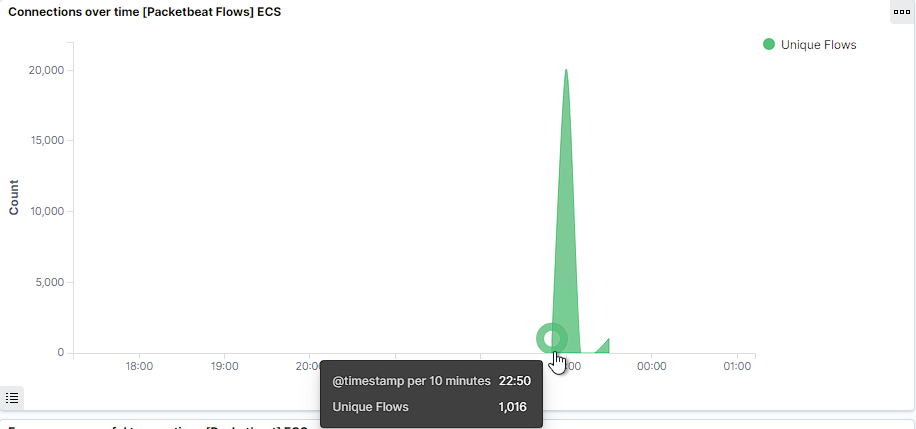 Connections over time [Packetbeat Flows] ECS
Unique Flows
20,000
15,000
10,000
5,000
0
Count
18:00 19:00 20:00 00:00 01:00
@timestamp per 10 minutes 22:50
Unique Flows 1,016